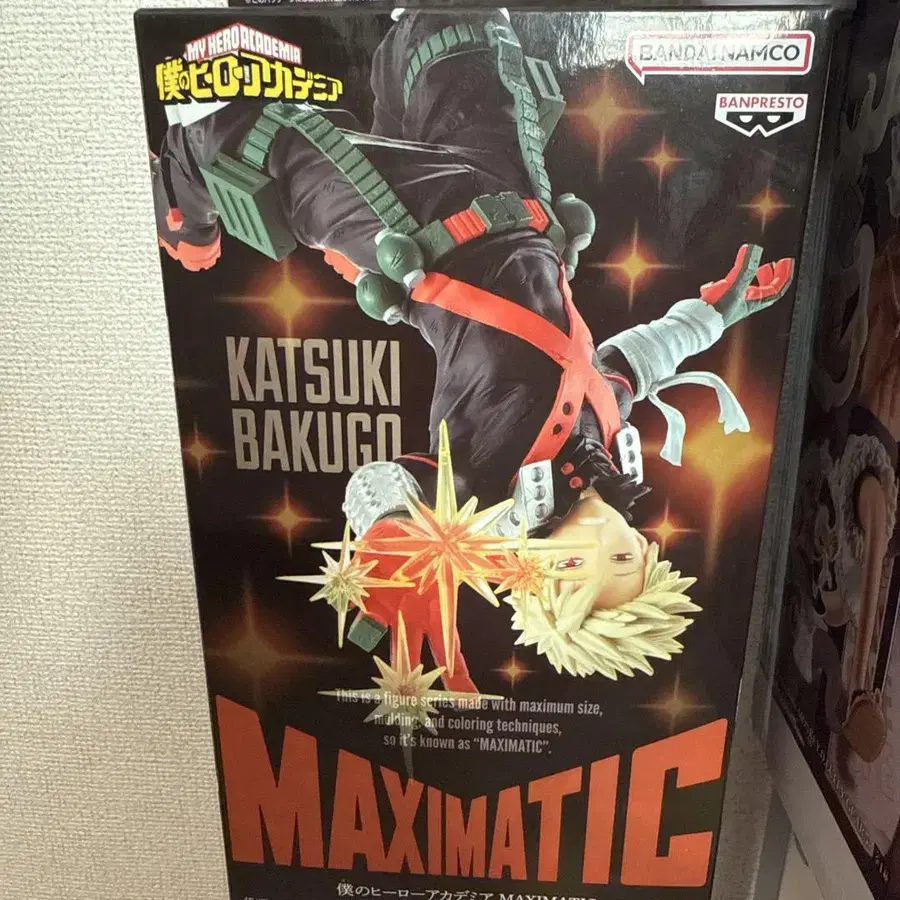 MY HERO ACADEMIA
僕のヒーローアカデミア
BANDAI NAMCO
BANPRESTO
KATSUKI
BAKUGO
This is a figure series made with maximum size,
molding, and coloring techniques,
so it's known as "MAXIMATIC".
MAXIMATIC
僕のヒーローアカデミア MAXIMATIC